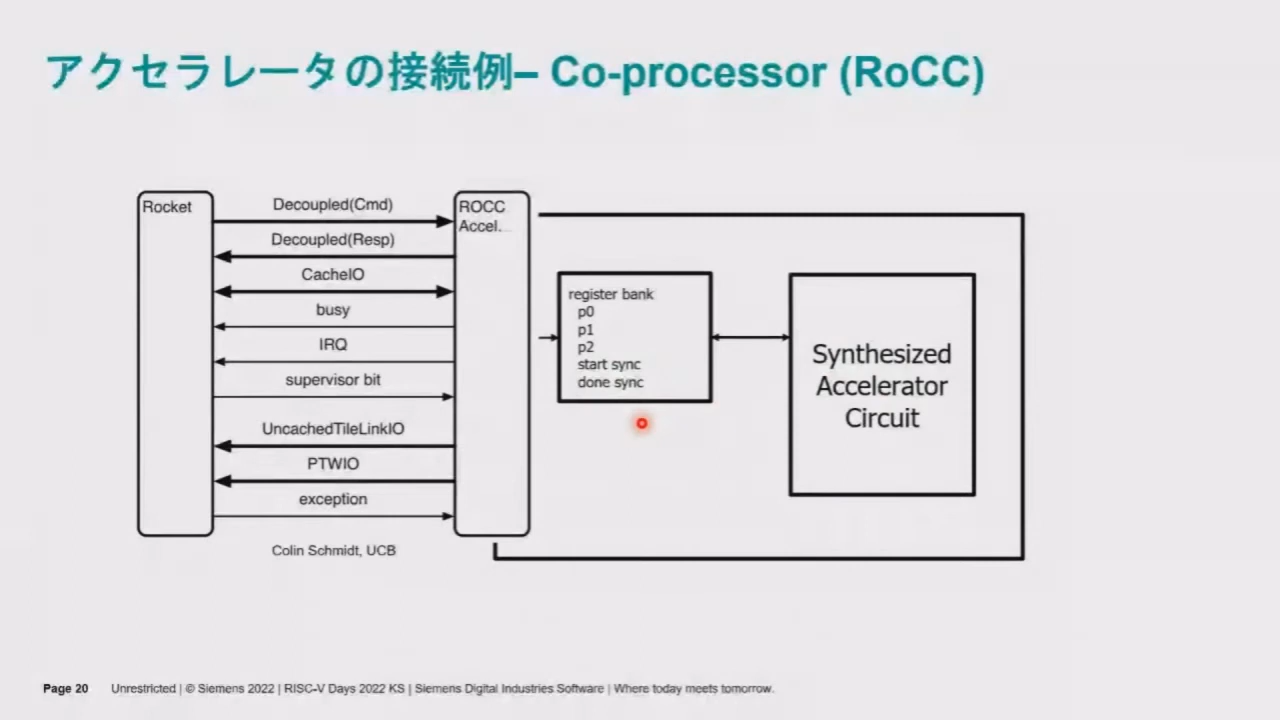 アクセラレータの接続例– Co-processor (RoCC)
Rocket
Decoupled(Cmd)
Decoupled(Resp)
CacheIO
busy
IRQ
supervisor bit
UncachedTileLinkIO
PTWIO
exception
Colin Schmidt, UCB
ROCC
Accel.
register bank
p0
p1
p2
start sync
done sync
Synthesized
Accelerator
Circuit
Page 20 Unrestricted | © Siemens 2022 | RISC-V Days 2022 KS | Siemens Digital Industries Software | Where today meets tomorrow.